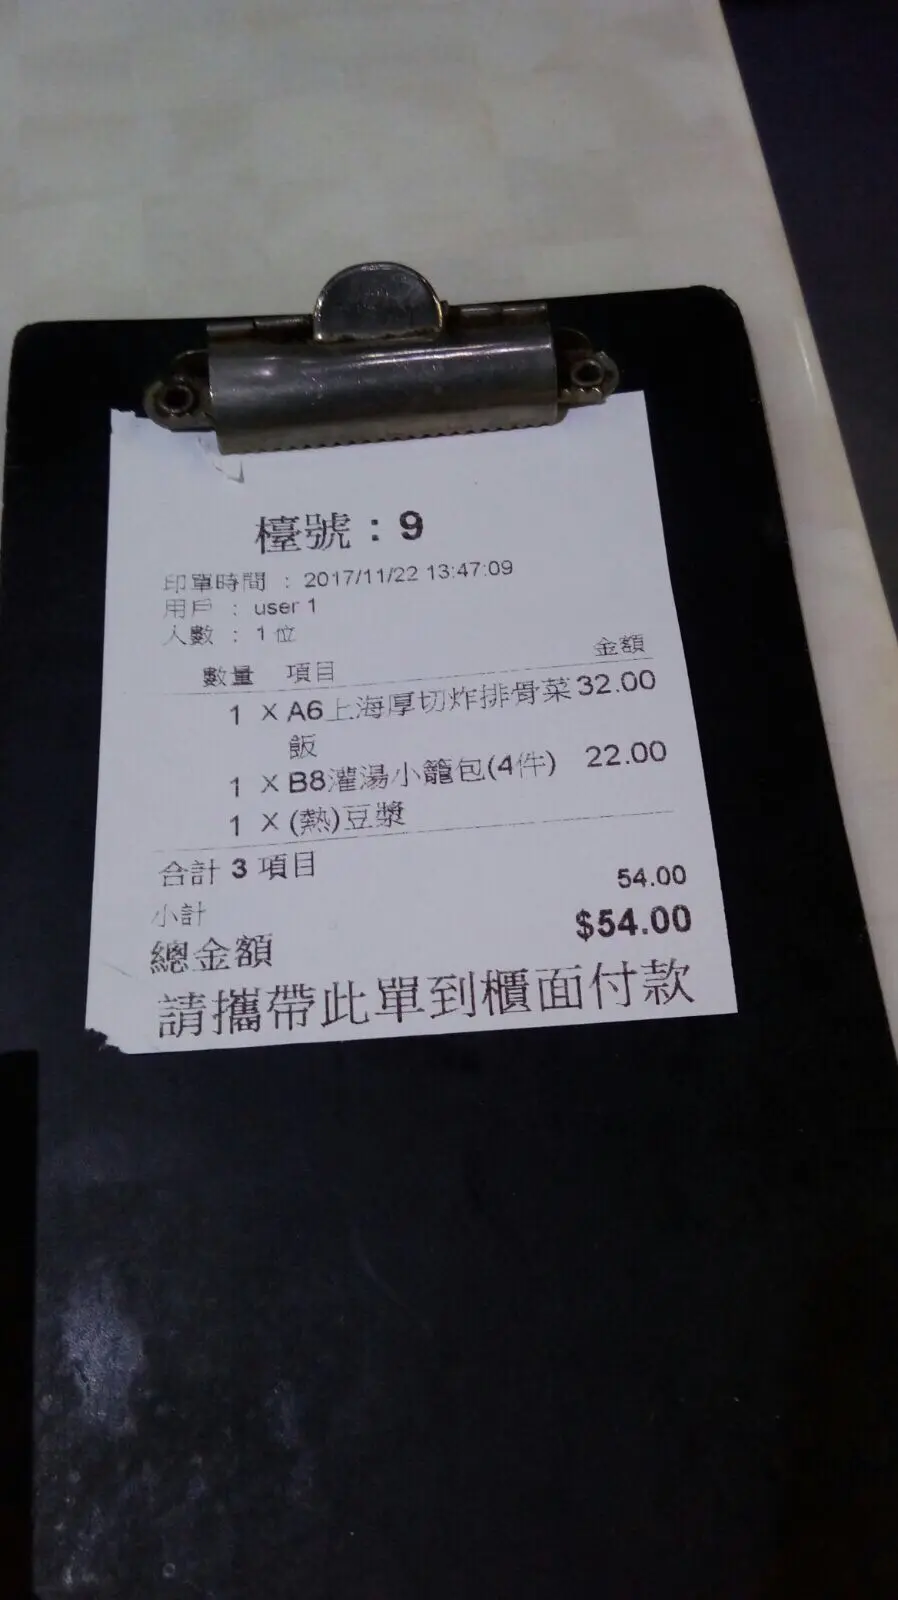 檯號：9
印單時間 ： 2017/11/22 13:47:09
用戶 ： user 1
人數 ： 1 位
數量 項目 金額
1 X A6上海厚切炸排骨菜 32.00
飯
1 X B8灌湯小籠包(4件) 22.00
1 X (熱)豆漿
合計 3 項目
小計 54.00
總金額 $54.00
請攜帶此單到櫃面付款